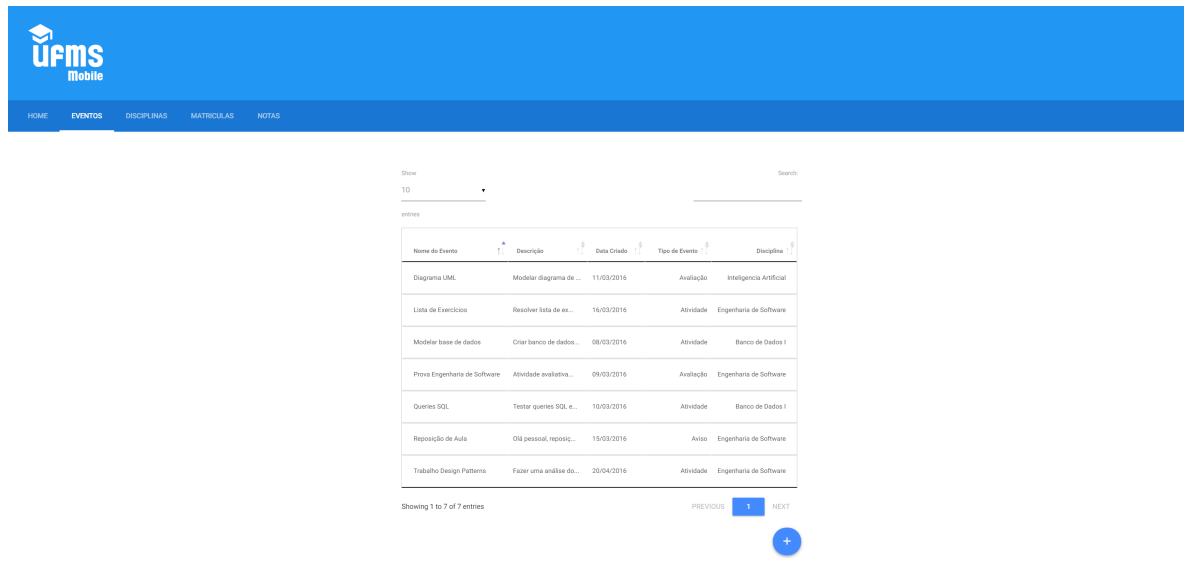 ufms
Mobile
HOME EVENTOS DISCIPLINAS MATRICULAS NOTAS
Show Search:
10
entries
Nome do Evento Descrição Data Criado Tipo de Evento Disciplina
Diagrama UML Modelar diagrama de ... 11/03/2016 Avaliação Inteligencia Artificial
Lista de Exercícios Resolver lista de ex... 16/03/2016 Atividade Engenharia de Software
Modelar base de dados Criar banco de dados... 08/03/2016 Atividade Banco de Dados I
Prova Engenharia de Software Atividade avaliativa... 09/03/2016 Avaliação Engenharia de Software
Queries SQL Testar queries SQL e... 10/03/2016 Atividade Banco de Dados I
Reposição de Aula Olá pessoal, reposiç... 15/03/2016 Aviso Engenharia de Software
Trabalho Design Patterns Fazer uma análise do... 20/04/2016 Atividade Engenharia de Software
Showing 1 to 7 of 7 entries PREVIOUS 1 NEXT
+